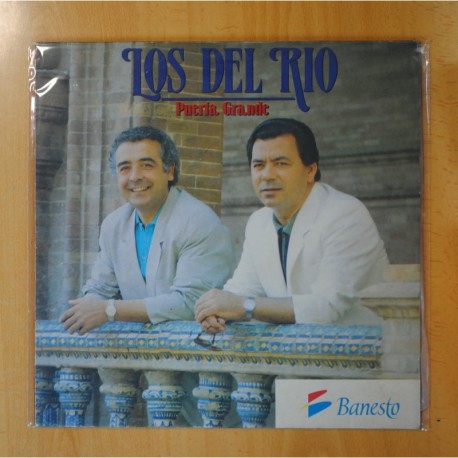 LOS DEL RIO
Puerta Grande
Banesto